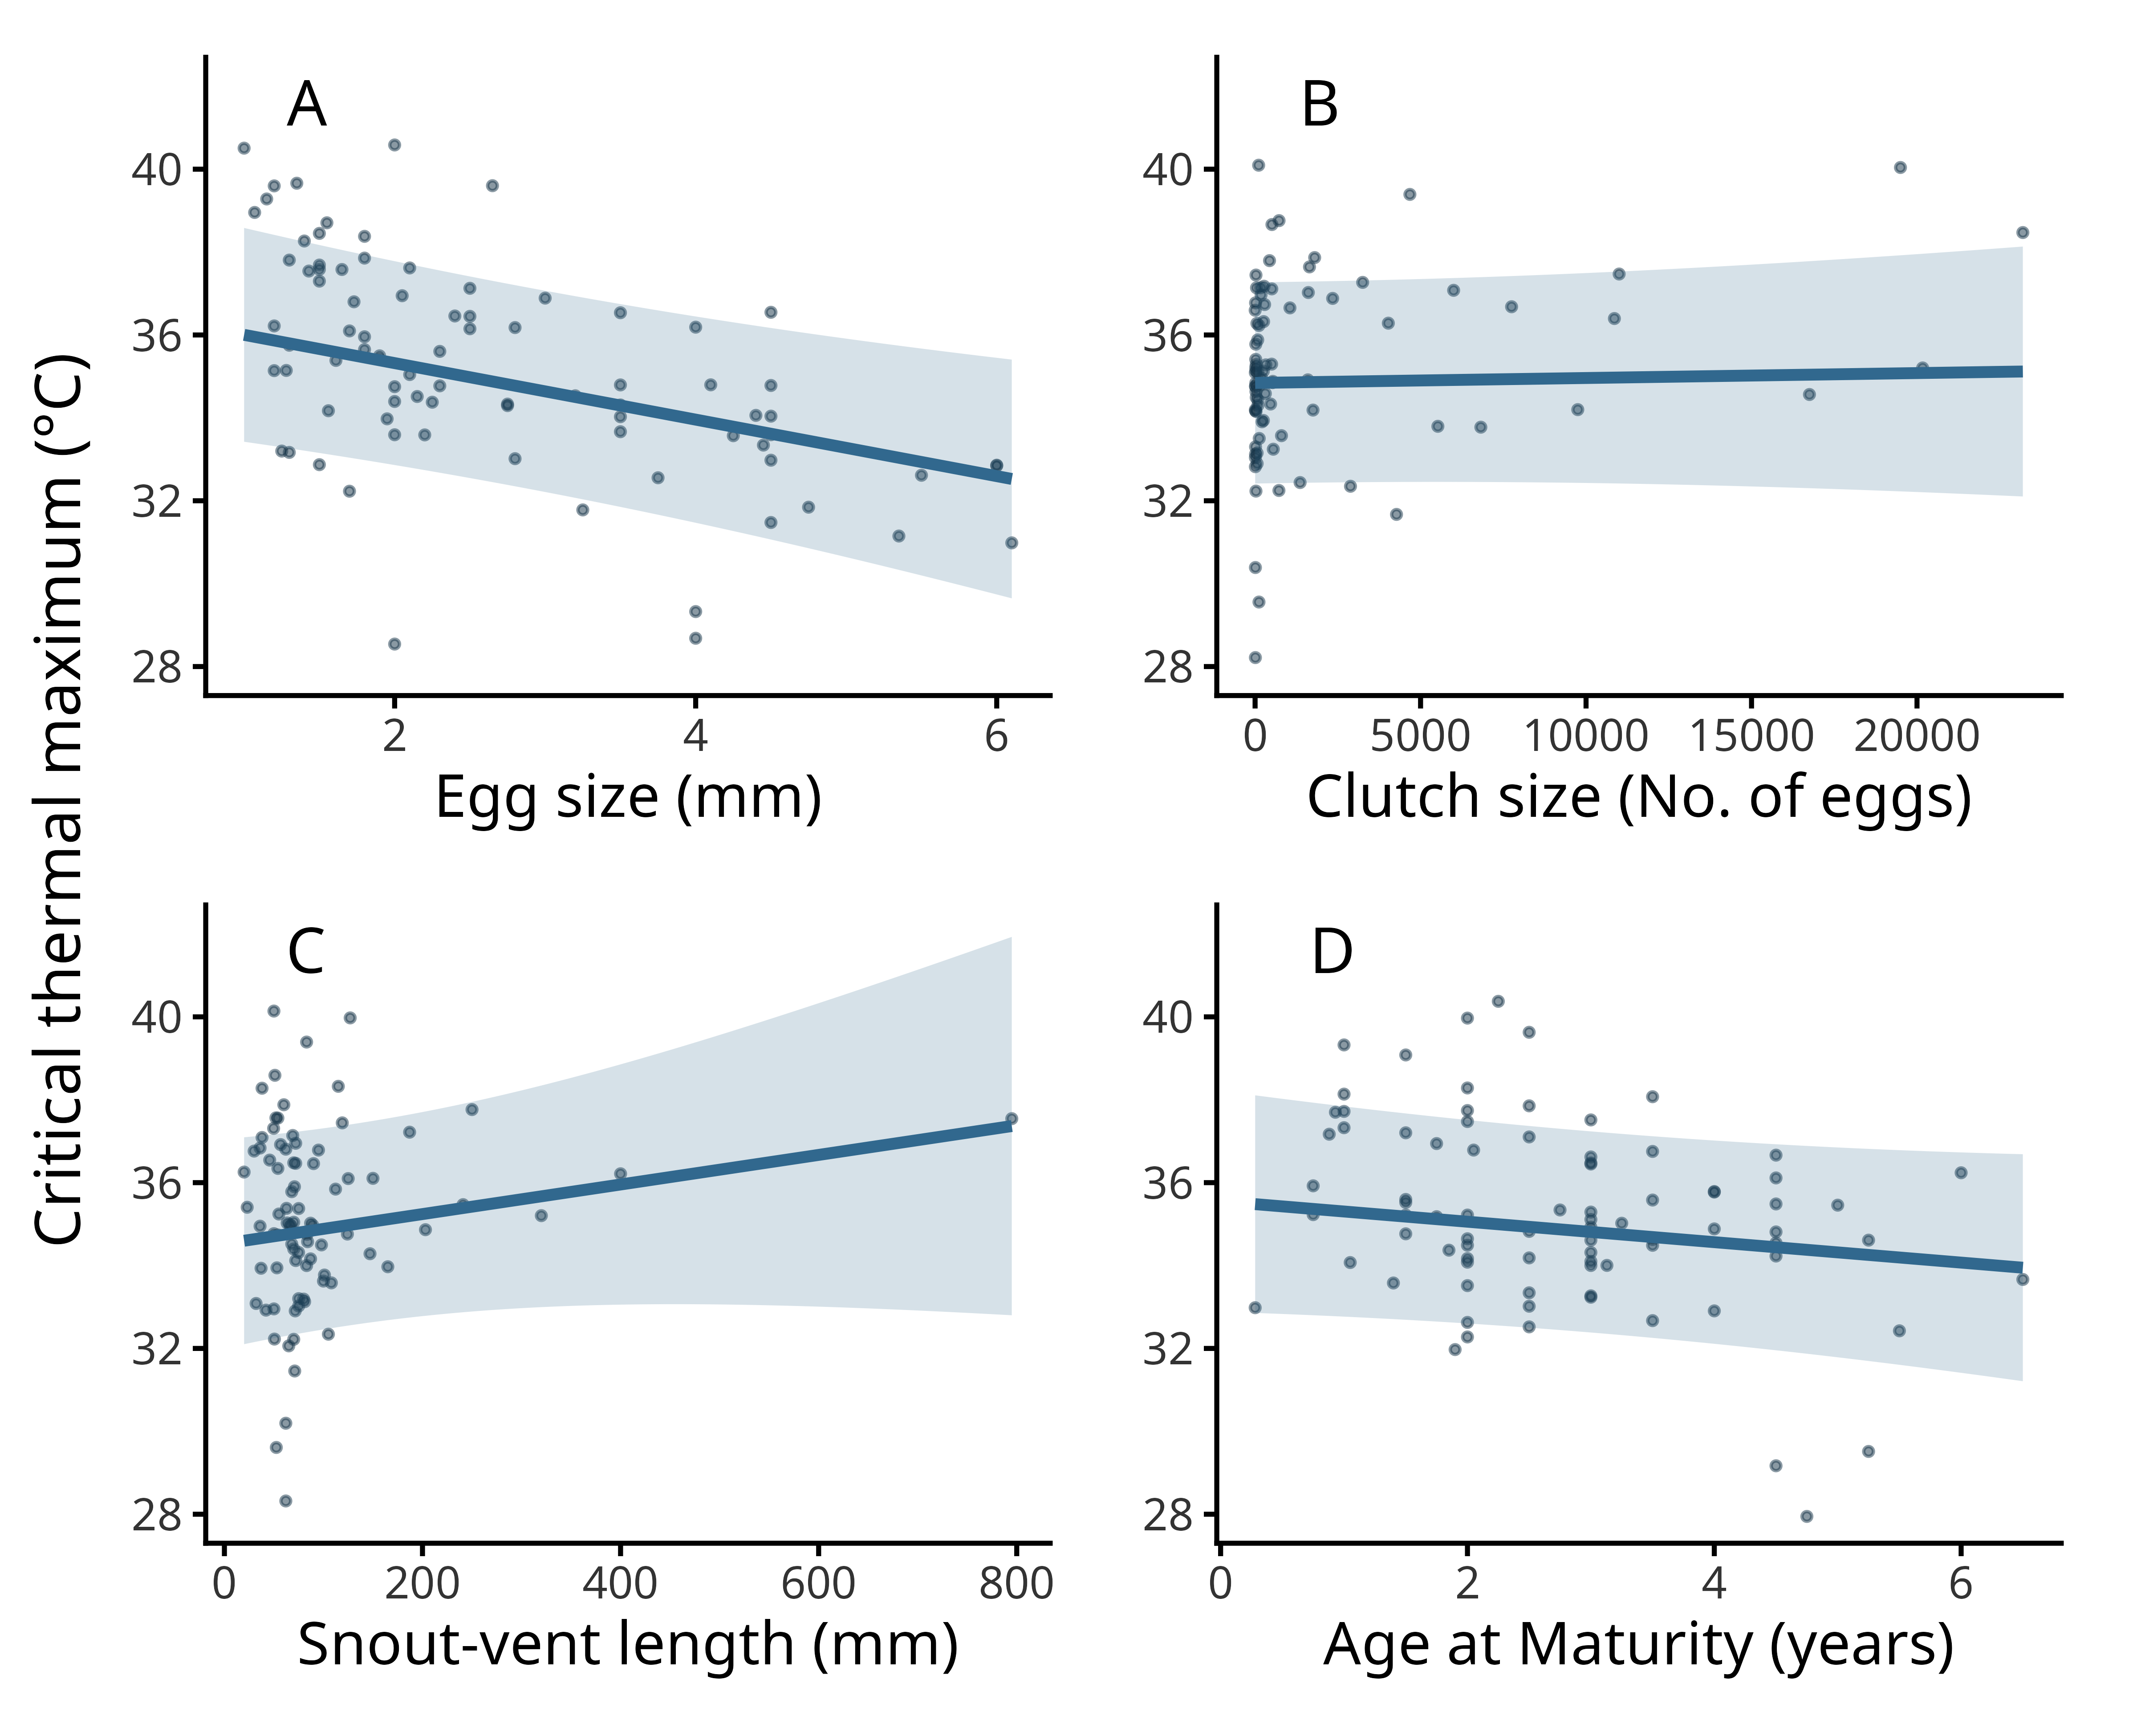 Critical thermal maximum (°C)
A
40
36
32
28
2 4 6
Egg size (mm)
B
40
36
32
28
0 5000 10000 15000 20000
Clutch size (No. of eggs)
C
40
36
32
28
0 200 400 600 800
Snout-vent length (mm)
D
40
36
32
28
0 2 4 6
Age at Maturity (years)